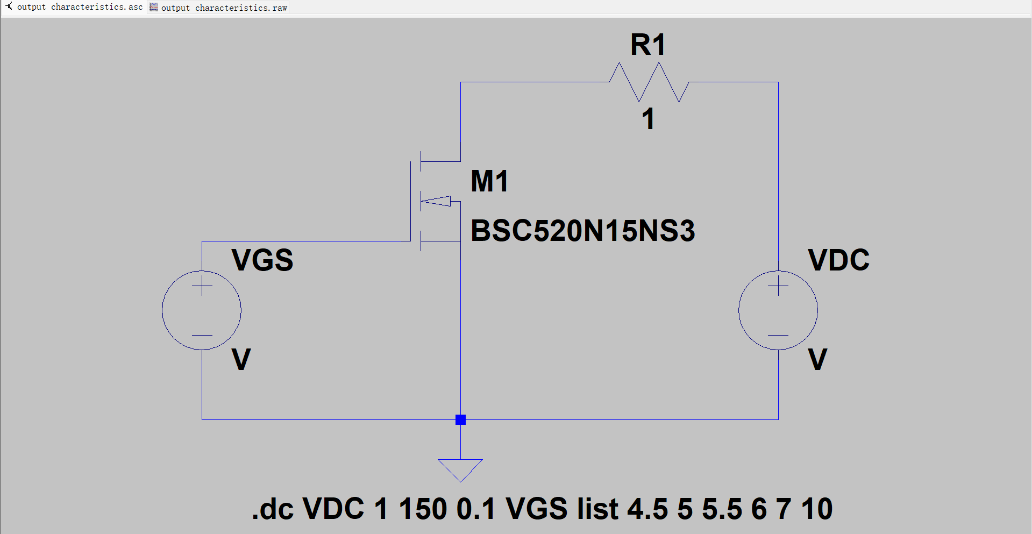 output characteristics.asc output characteristics.raw
R1
1
M1
BSC520N15NS3
VGS
VDC
V
V
.dc VDC 1 150 0.1 VGS list 4.5 5 5.5 6 7 10